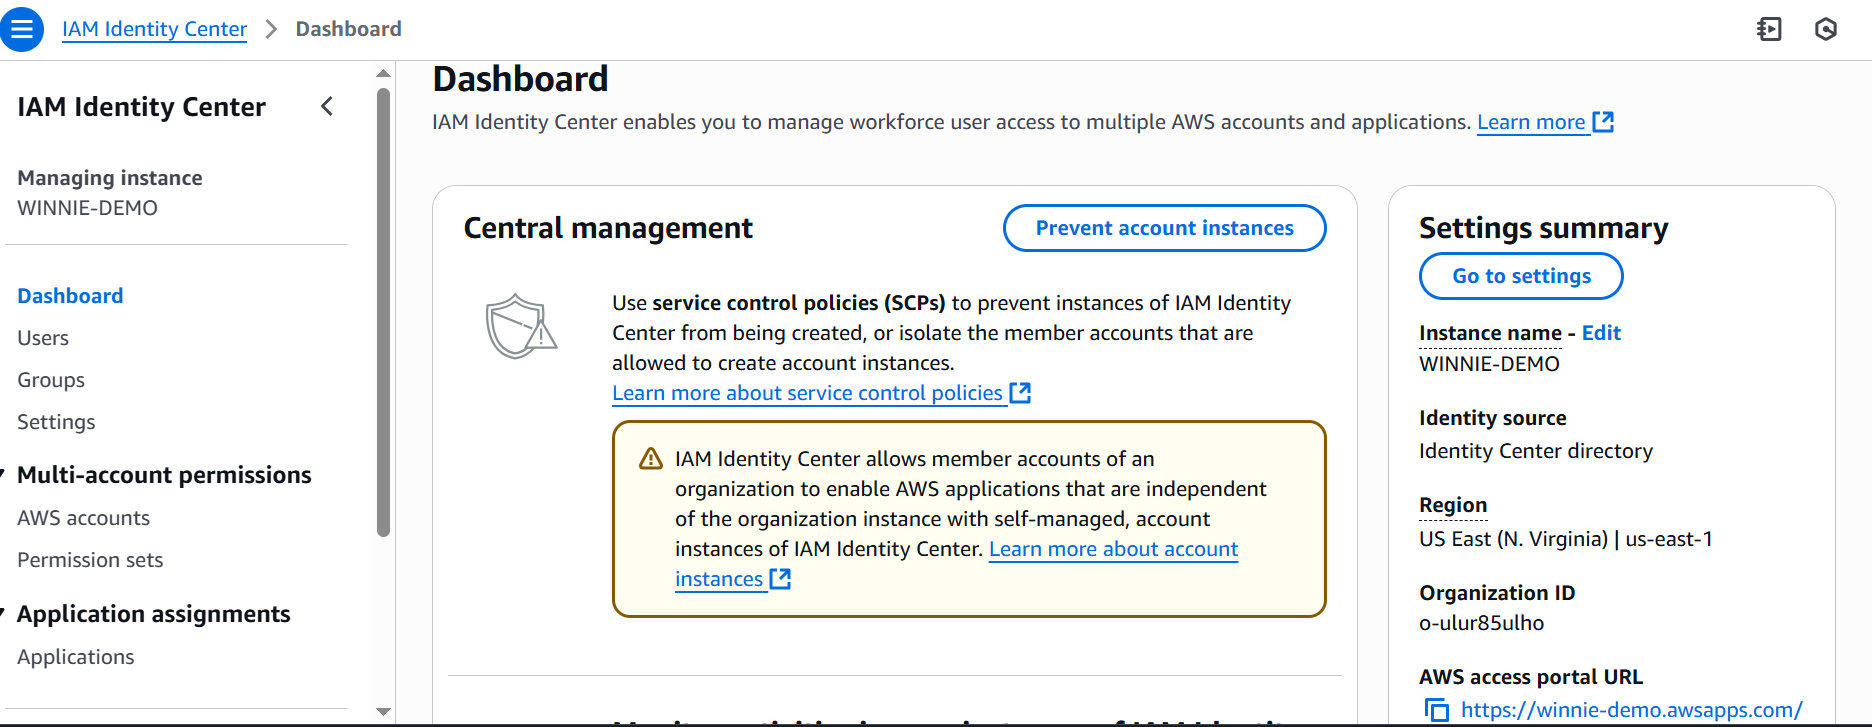 IAM Identity Center > Dashboard
IAM Identity Center
Managing instance
WINNIE-DEMO
Dashboard
Users
Groups
Settings
Multi-account permissions
AWS accounts
Permission sets
Application assignments
Applications
Dashboard
IAM Identity Center enables you to manage workforce user access to multiple AWS accounts and applications. Learn more
Central management
Prevent account instances
Use service control policies (SCPs) to prevent instances of IAM Identity
Center from being created, or isolate the member accounts that are
allowed to create account instances.
Learn more about service control policies
IAM Identity Center allows member accounts of an
organization to enable AWS applications that are independent
of the organization instance with self-managed, account
instances of IAM Identity Center. Learn more about account
instances
Settings summary
Go to settings
Instance name - Edit
WINNIE-DEMO
Identity source
Identity Center directory
Region
US East (N. Virginia) | us-east-1
Organization ID
o-ulur85ulho
AWS access portal URL
https://winnie-demo.awsapps.com/